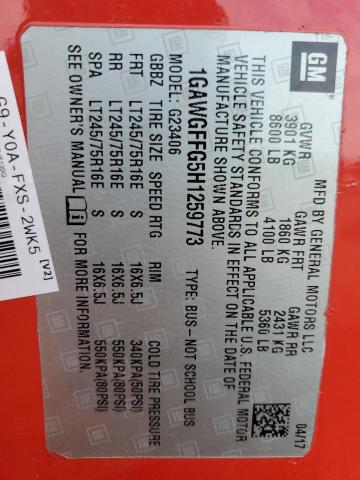 GM
MFD BY GENERAL MOTORS LLC 04/17
GVWR GAWR FRT GAWR RR
3901 KG 1860 KG 2431 KG
8600 LB 4100 LB 5360 LB
THIS VEHICLE CONFORMS TO ALL APPLICABLE U.S. FEDERAL MOTOR
VEHICLE SAFETY STANDARDS IN EFFECT ON THE DATE OF
MANUFACTURE SHOWN ABOVE.
1GAWGFFG5H1259773 TYPE: BUS–NOT SCHOOL BUS
MODEL: G23406
GBBZ TIRE SIZE SPEED RTG RIM COLD TIRE PRESSURE
FRT LT245/75R16E S 16X6.5J 340KPA(50PSI)
RR LT245/75R16E S 16X6.5J 550KPA(80PSI)
SPA LT245/75R16E S 16X6.5J 550KPA(80PSI)
SEE OWNER'S MANUAL FOR MORE INFORMATION.
G9-Y0A-FXS-2WK5 [V2]